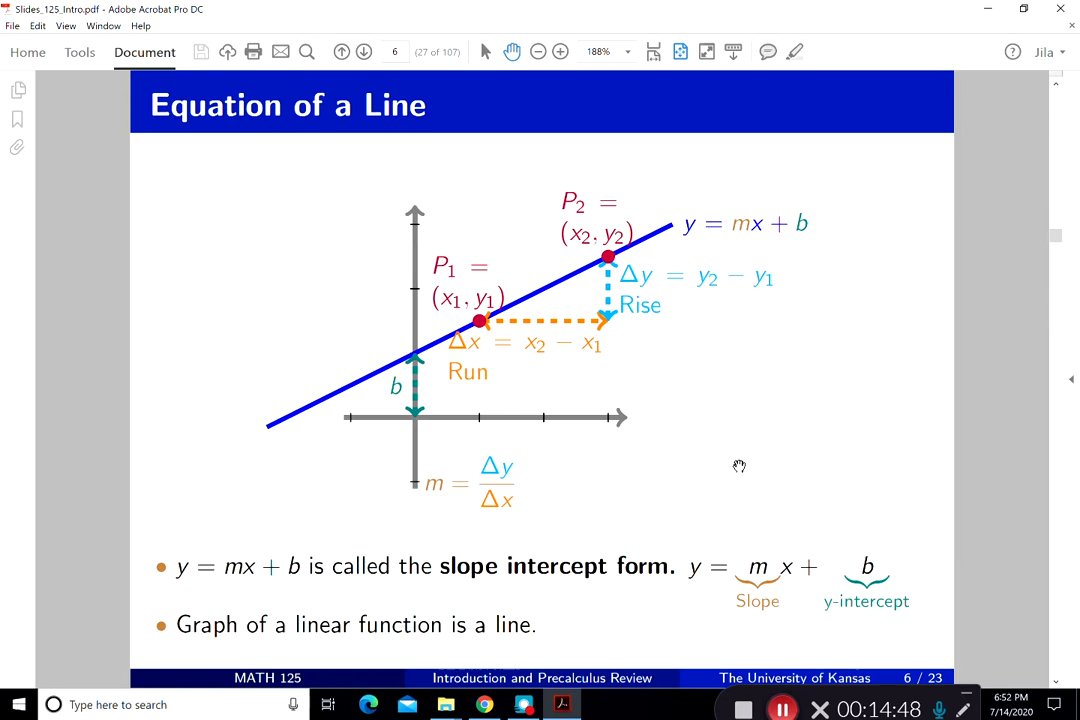 Slides_125_Intro.pdf - Adobe Acrobat Pro DC
File Edit View Window Help
Home Tools Document 6 (27 of 107) 188% Jila
Equation of a Line
P₂ =
(x₂, y₂)
y = mx + b
P₁ =
(x₁, y₁)
Δy = y₂ − y₁
Rise
Δx = x₂ − x₁
Run
b
m = Δy/Δx
• y = mx + b is called the slope intercept form. y = m x + b
Slope y-intercept
• Graph of a linear function is a line.
MATH 125 Introduction and Precalculus Review The University of Kansas 6 / 23
Type here to search
00:14:48
6:52 PM
7/14/2020